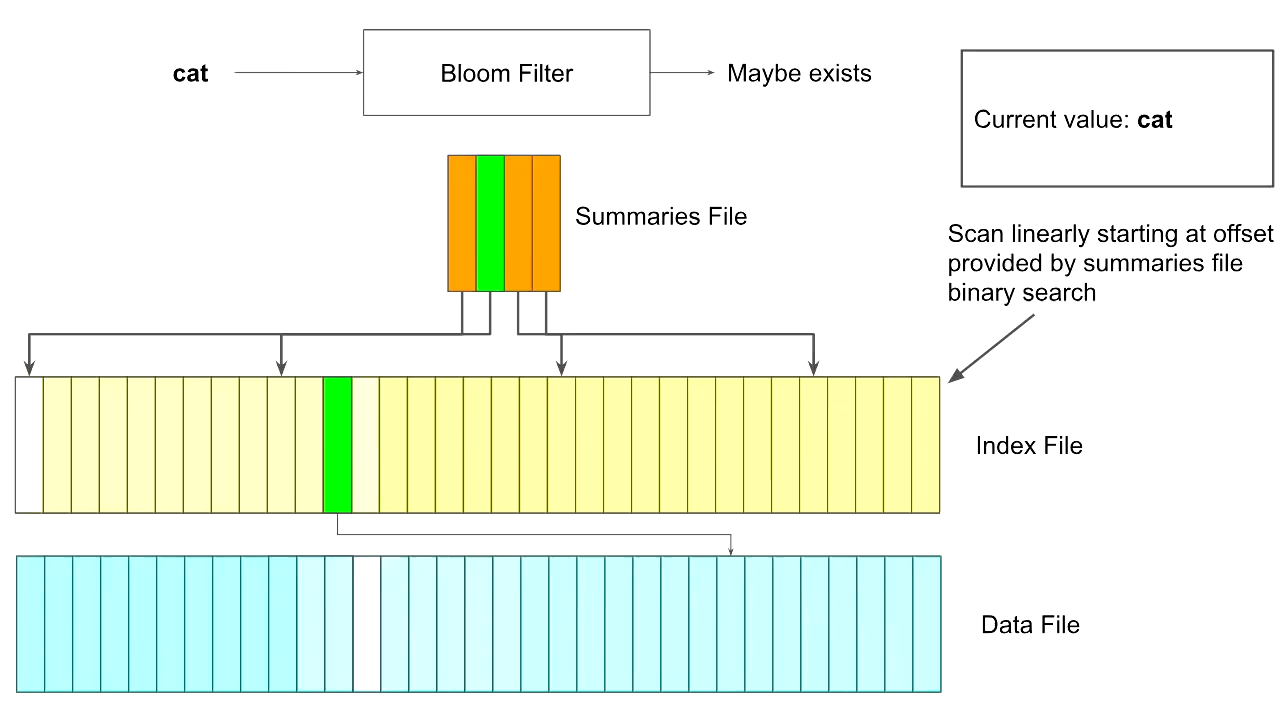 cat
Bloom Filter
Maybe exists
Current value: cat
Summaries File
Scan linearly starting at offset
provided by summaries file
binary search
Index File
Data File